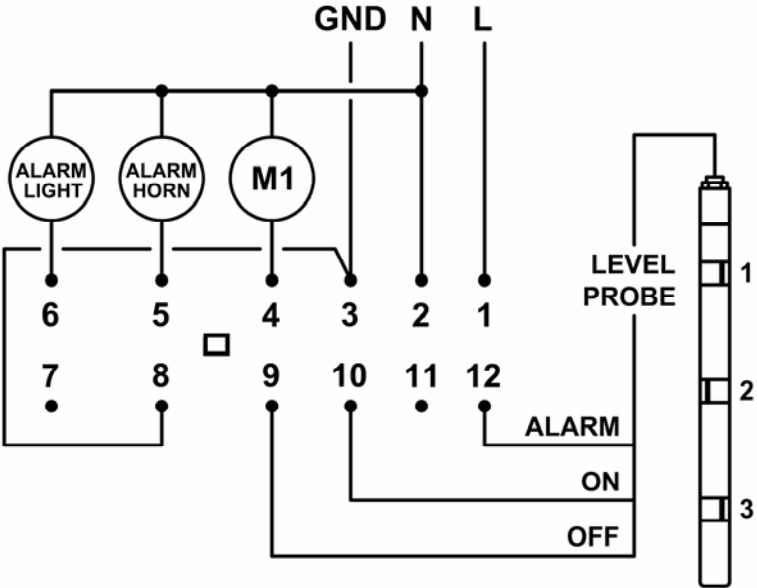 GND N L
ALARM LIGHT
ALARM HORN
M1
LEVEL PROBE
1
6 5 4 3 2 1
7 8 9 10 11 12
2
ALARM
ON
3
OFF